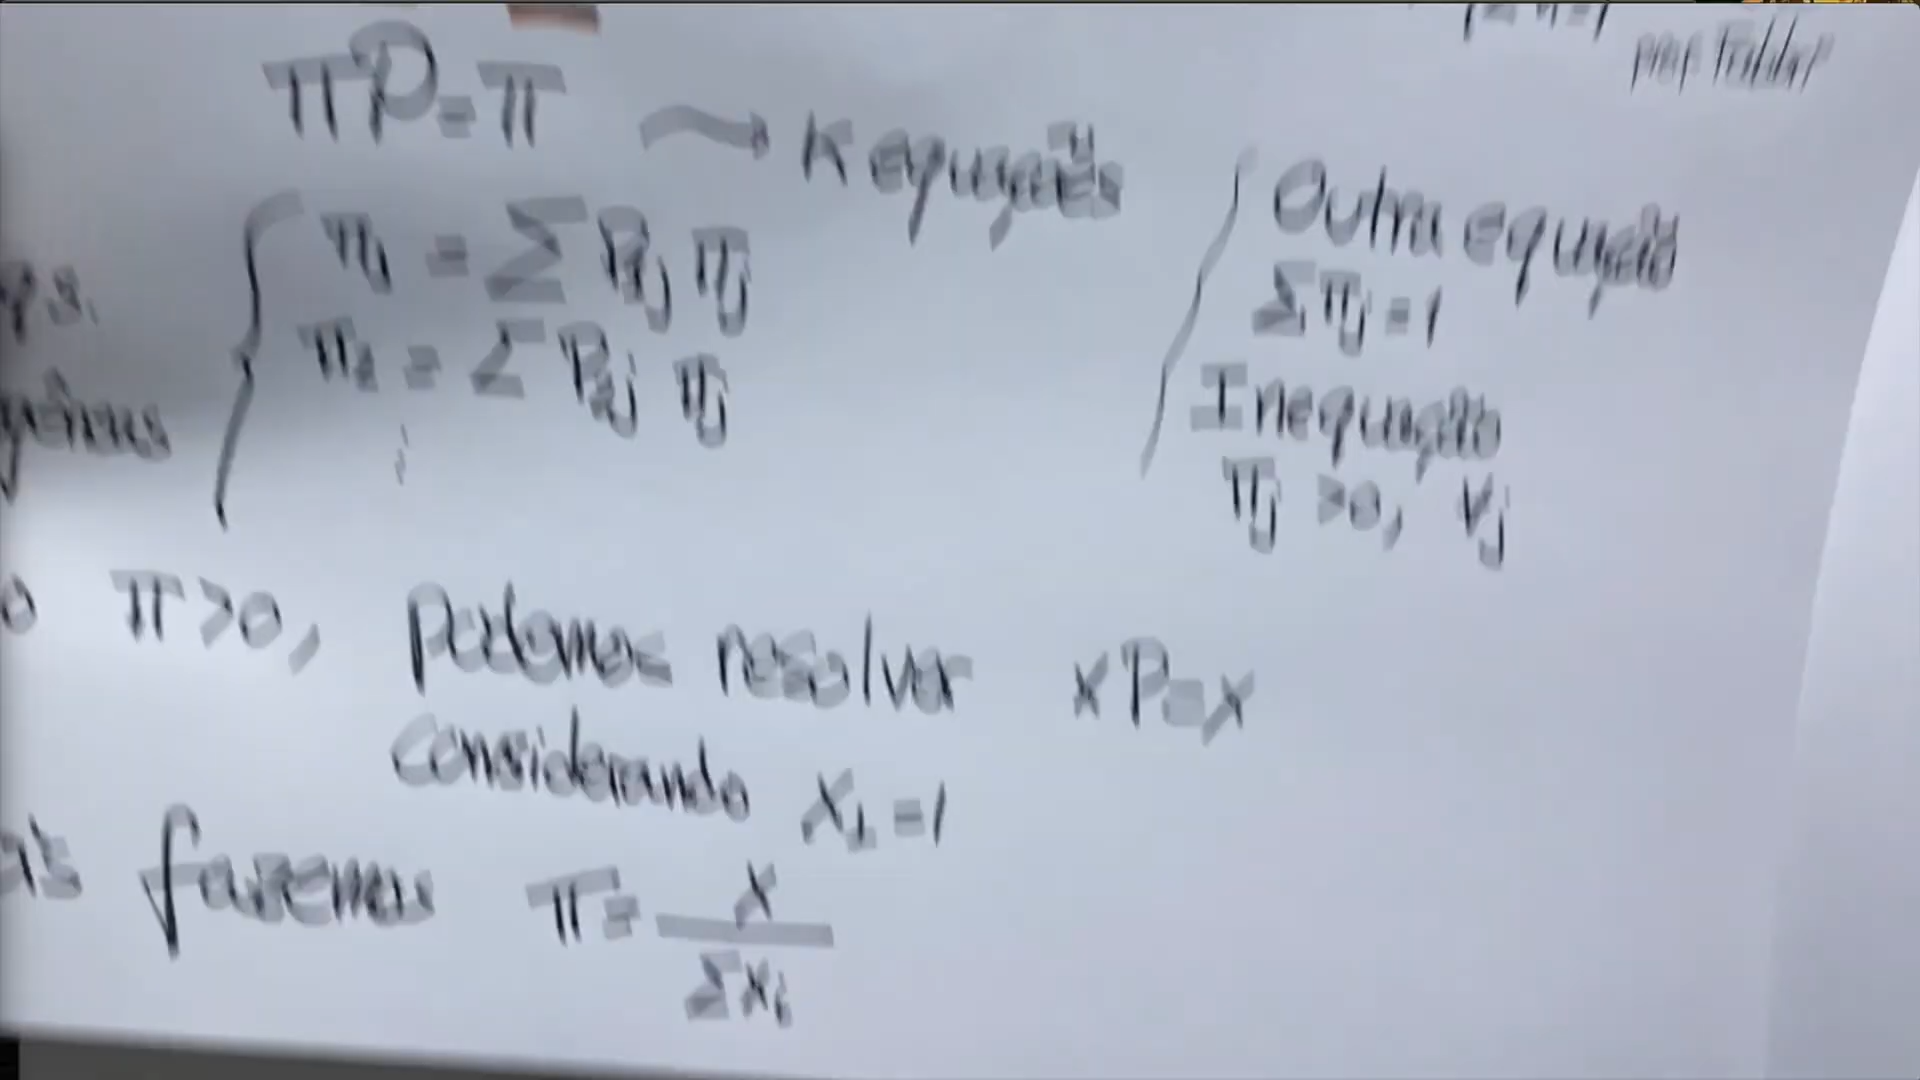 πP=π → K equações
π₁ = Σ P₁ⱼ πⱼ
π₂ = Σ P₂ⱼ πⱼ
⋮
Outra equação
Σπⱼ = 1
Inequação
πⱼ >0, ∀j
π>0, podemos resolver xP=x
considerando x₁ =1
fazemos π= x / Σxᵢ